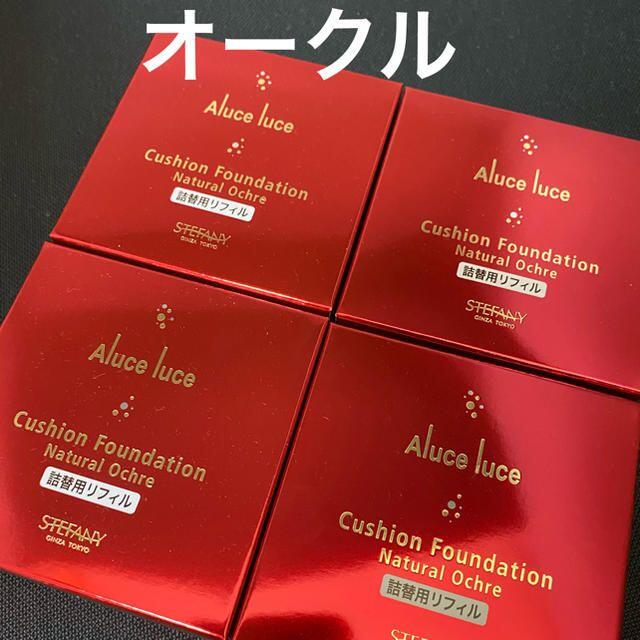 オークル
Aluce luce
Cushion Foundation
Natural Ochre
詰替用リフィル
STEFANY
GINZA TOKYO
Aluce luce
Cushion Foundation
Natural Ochre
詰替用リフィル
STEFANY
GINZA TOKYO
Aluce luce
Cushion Foundation
Natural Ochre
詰替用リフィル
STEFANY
GINZA TOKYO
Aluce luce
Cushion Foundation
Natural Ochre
詰替用リフィル
STEFANY